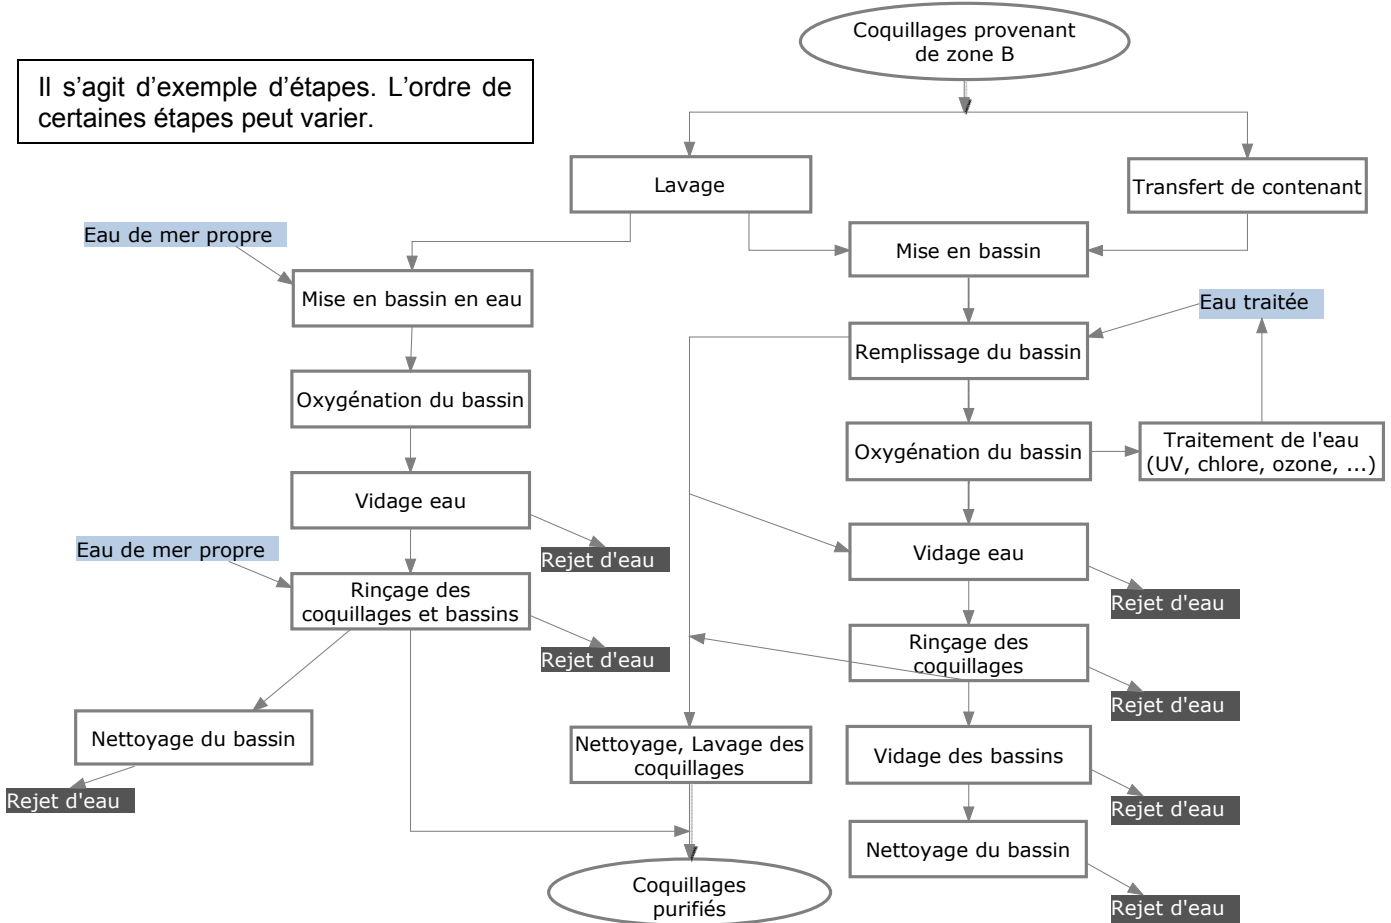 Coquillages provenant
de zone B
Il s'agit d'exemple d'étapes. L'ordre de
certaines étapes peut varier.
Lavage
Transfert de contenant
Eau de mer propre
Mise en bassin
Mise en bassin en eau
Eau traitée
Remplissage du bassin
Oxygénation du bassin
Oxygénation du bassin
Traitement de l'eau
(UV, chlore, ozone, ...)
Vidage eau
Eau de mer propre
Rejet d'eau
Vidage eau
Rejet d'eau
Rinçage des
coquillages et bassins
Rejet d'eau
Rinçage des
coquillages
Rejet d'eau
Nettoyage du bassin
Rejet d'eau
Nettoyage, Lavage des
coquillages
Vidage des bassins
Rejet d'eau
Nettoyage du bassin
Rejet d'eau
Coquillages
purifiés